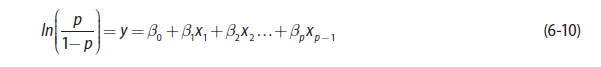 ln(p/1−p) = y = β₀ + β₁x₁ + β₂x₂… + βₚxₚ₋₁ (6-10)